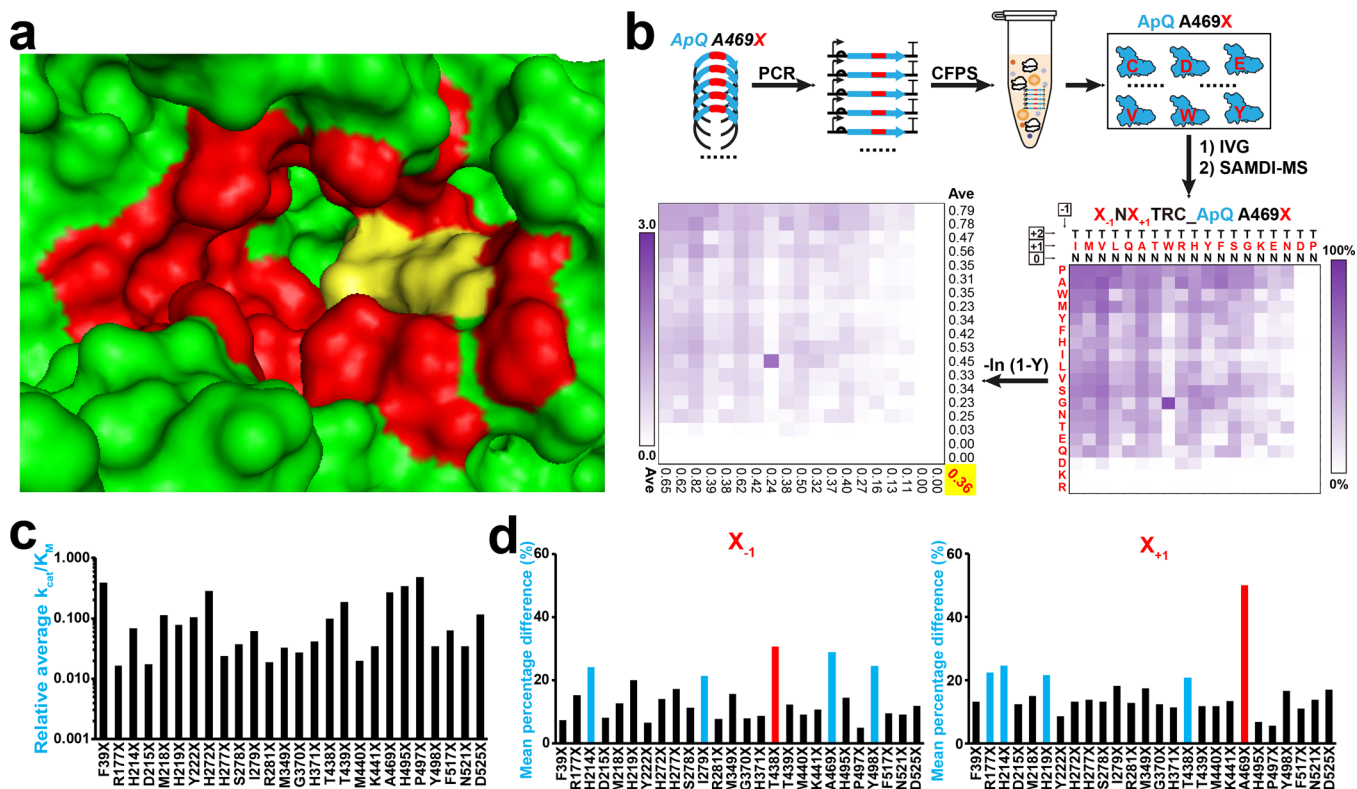 a
b
ApQ A469X
PCR
CFPS
ApQ A469X
C D E
V W Y
1) IVG
2) SAMDI-MS
X-1NX+1TRC_ApQ A469X
-1
+2 T T T T T T T T T T T T T T T T T T T
+1 I M V L Q A T W R H Y F S G K E N D P
0 N N N N N N N N N N N N N N N N N N N
P
A
W
M
Y
F
H
I
L
V
S
G
N
T
E
Q
D
K
R
100%
0%
-ln (1-Y)
3.0
0.0
Ave
0.79
0.78
0.47
0.56
0.35
0.31
0.35
0.23
0.34
0.42
0.53
0.45
0.33
0.34
0.23
0.23
0.03
0.00
0.00
Ave 0.65 0.62 0.82 0.39 0.38 0.62 0.42 0.24 0.38 0.50 0.32 0.37 0.40 0.27 0.16 0.13 0.11 0.00 0.00 0.36
c
Relative average kcat/KM
1.000
0.100
0.010
0.001
F39X R177X H214X D215X M218X H219X Y222X H272X H277X S278X I279X R281X M349X G370X H371X T438X T439X M440X K441X A469X H495X P497X Y498X F517X N521X D525X
d
X-1
Mean percentage difference (%)
60
40
20
0
F39X R177X H214X D215X M218X H219X Y222X H272X H277X S278X I279X R281X M349X G370X H371X T438X T439X M440X K441X A469X H495X P497X Y498X F517X N521X D525X
X+1
Mean percentage difference (%)
60
40
20
0
F39X R177X H214X D215X M218X H219X Y222X H272X H277X S278X I279X R281X M349X G370X H371X T438X T439X M440X K441X A469X H495X P497X Y498X F517X N521X D525X